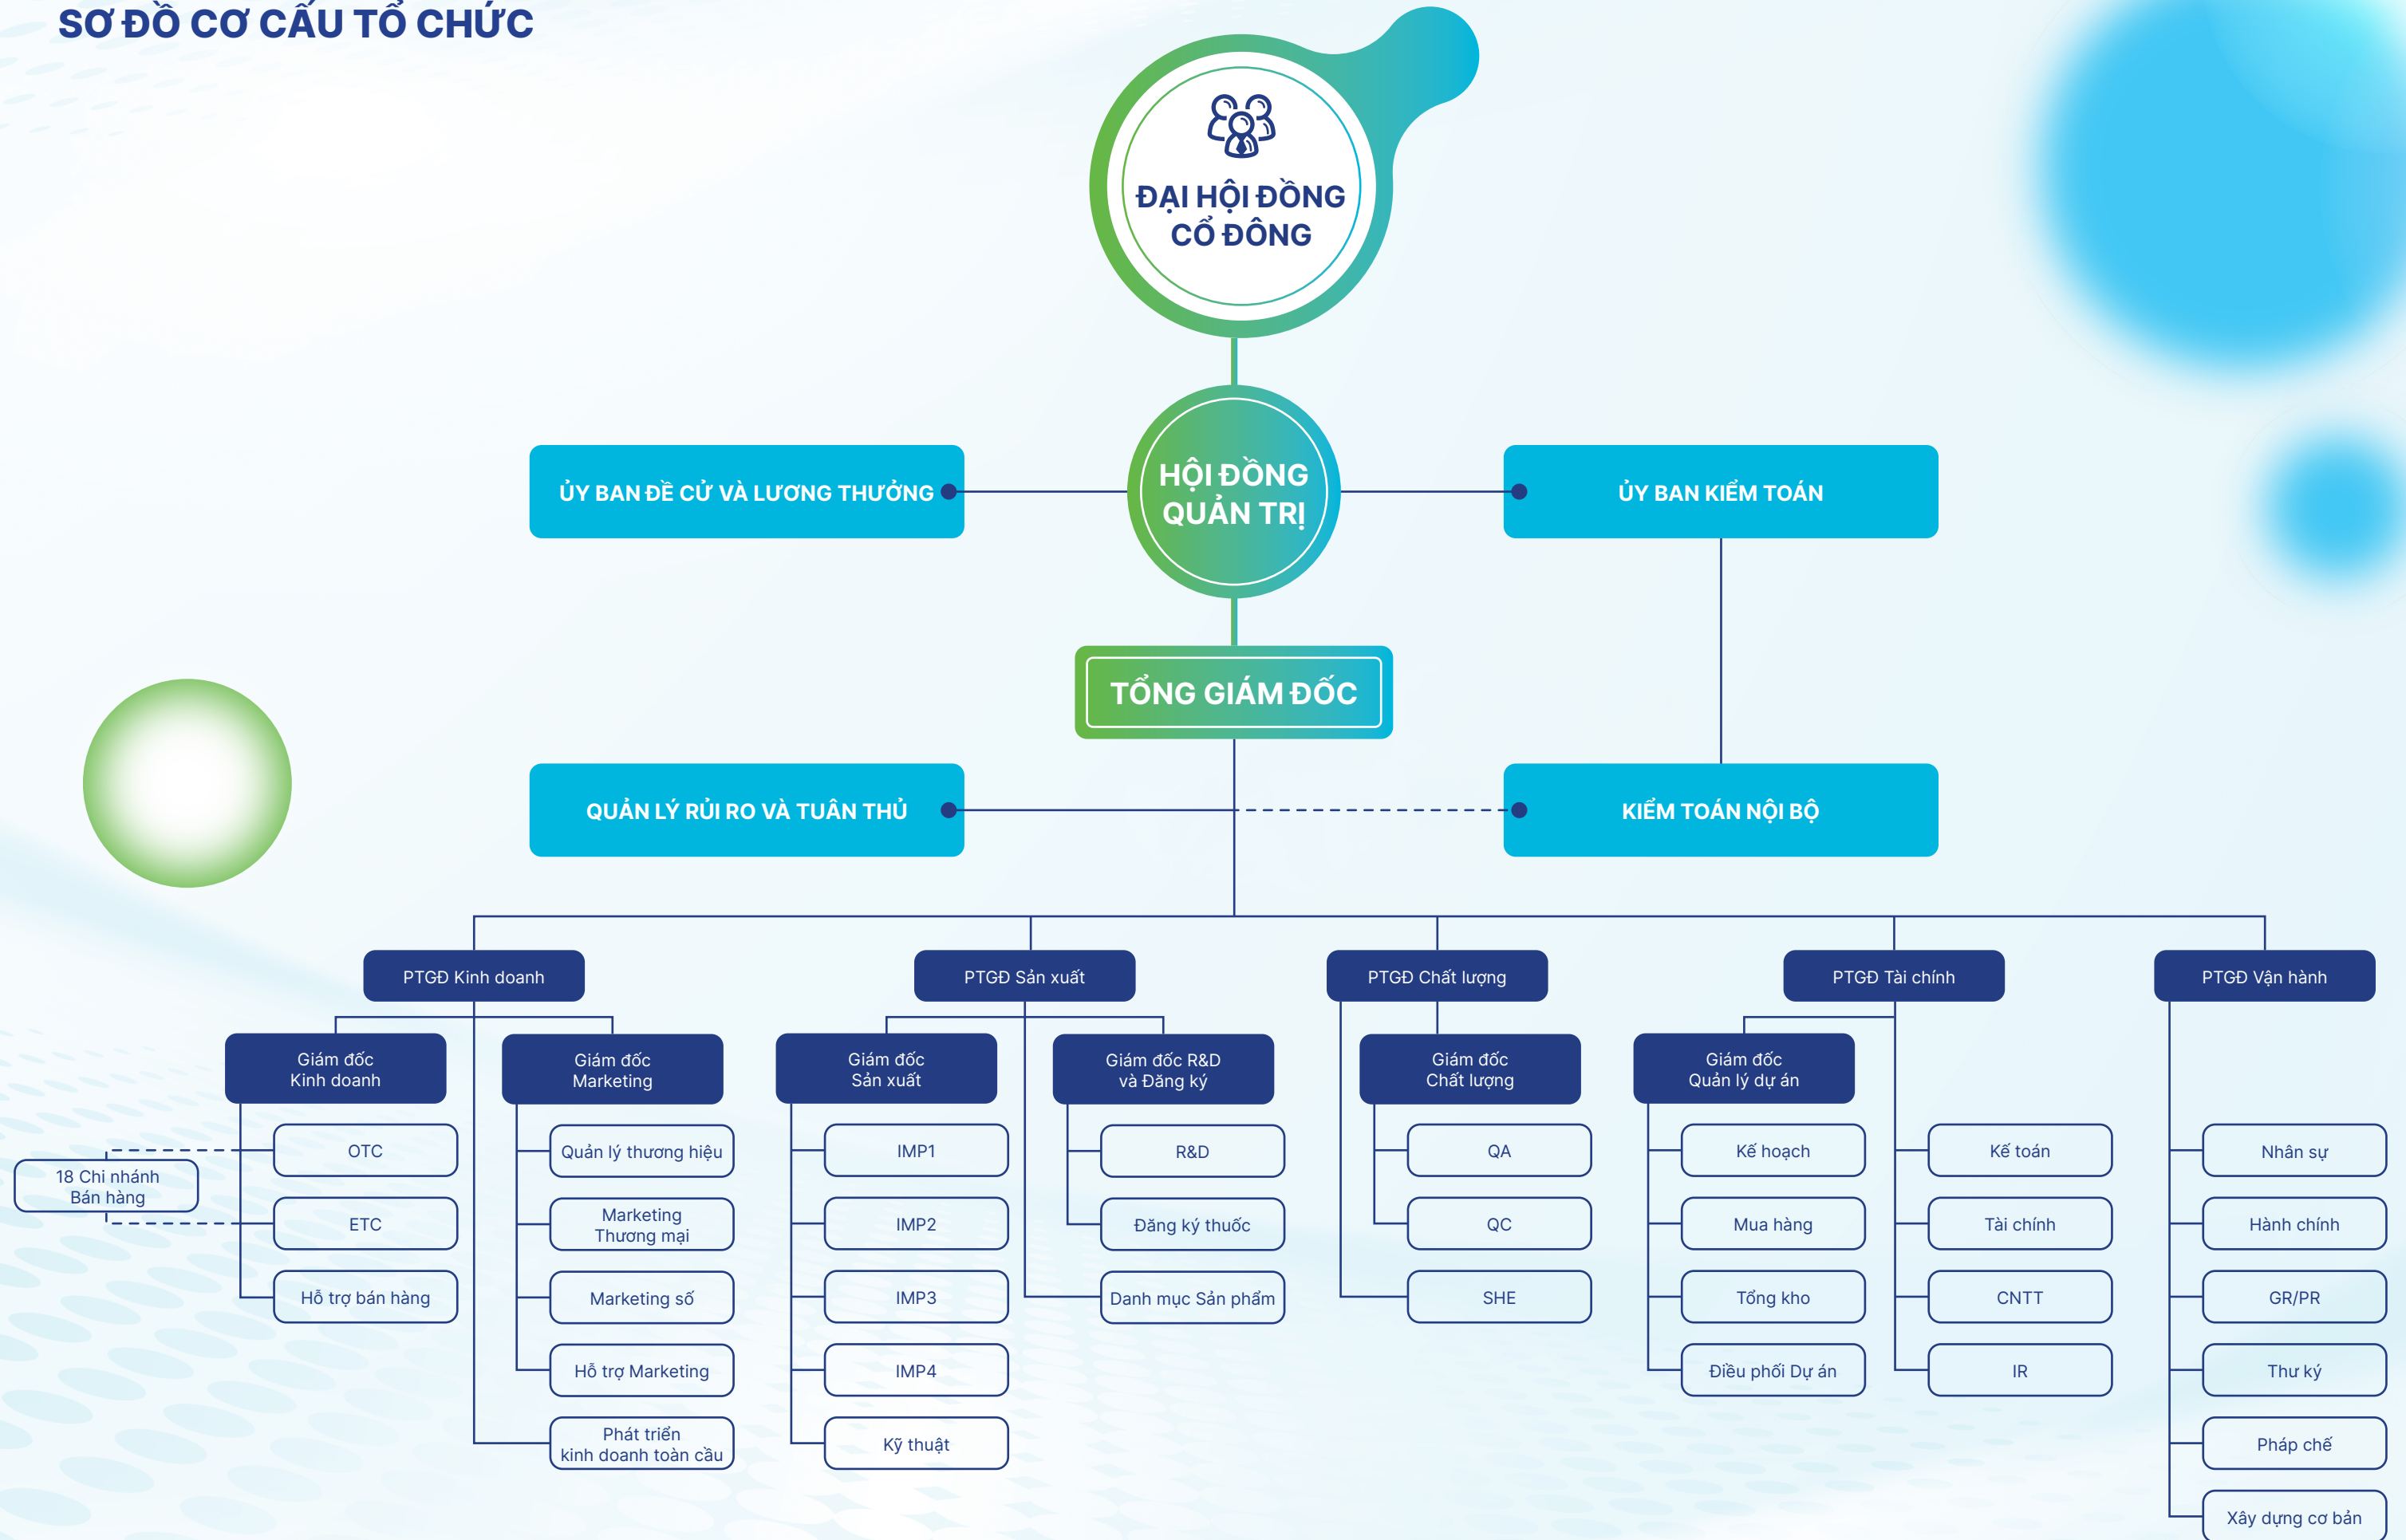 SƠ ĐỒ CƠ CẤU TỔ CHỨC
ĐẠI HỘI ĐỒNG
CỔ ĐÔNG
HỘI ĐỒNG
QUẢN TRỊ
ỦY BAN ĐỀ CỬ VÀ LƯƠNG THƯỞNG
ỦY BAN KIỂM TOÁN
TỔNG GIÁM ĐỐC
QUẢN LÝ RỦI RO VÀ TUÂN THỦ
KIỂM TOÁN NỘI BỘ
PTGĐ Kinh doanh
PTGĐ Sản xuất
PTGĐ Chất lượng
PTGĐ Tài chính
PTGĐ Vận hành
Giám đốc
Kinh doanh
Giám đốc
Marketing
Giám đốc
Sản xuất
Giám đốc R&D
và Đăng ký
Giám đốc
Chất lượng
Giám đốc
Quản lý dự án
18 Chi nhánh
Bán hàng
OTC
ETC
Hỗ trợ bán hàng
Quản lý thương hiệu
Marketing
Thương mại
Marketing số
Hỗ trợ Marketing
Phát triển
kinh doanh toàn cầu
IMP1
IMP2
IMP3
IMP4
Kỹ thuật
R&D
Đăng ký thuốc
Danh mục Sản phẩm
QA
QC
SHE
Kế hoạch
Mua hàng
Tổng kho
Điều phối Dự án
Kế toán
Tài chính
CNTT
IR
Nhân sự
Hành chính
GR/PR
Thư ký
Pháp chế
Xây dựng cơ bản